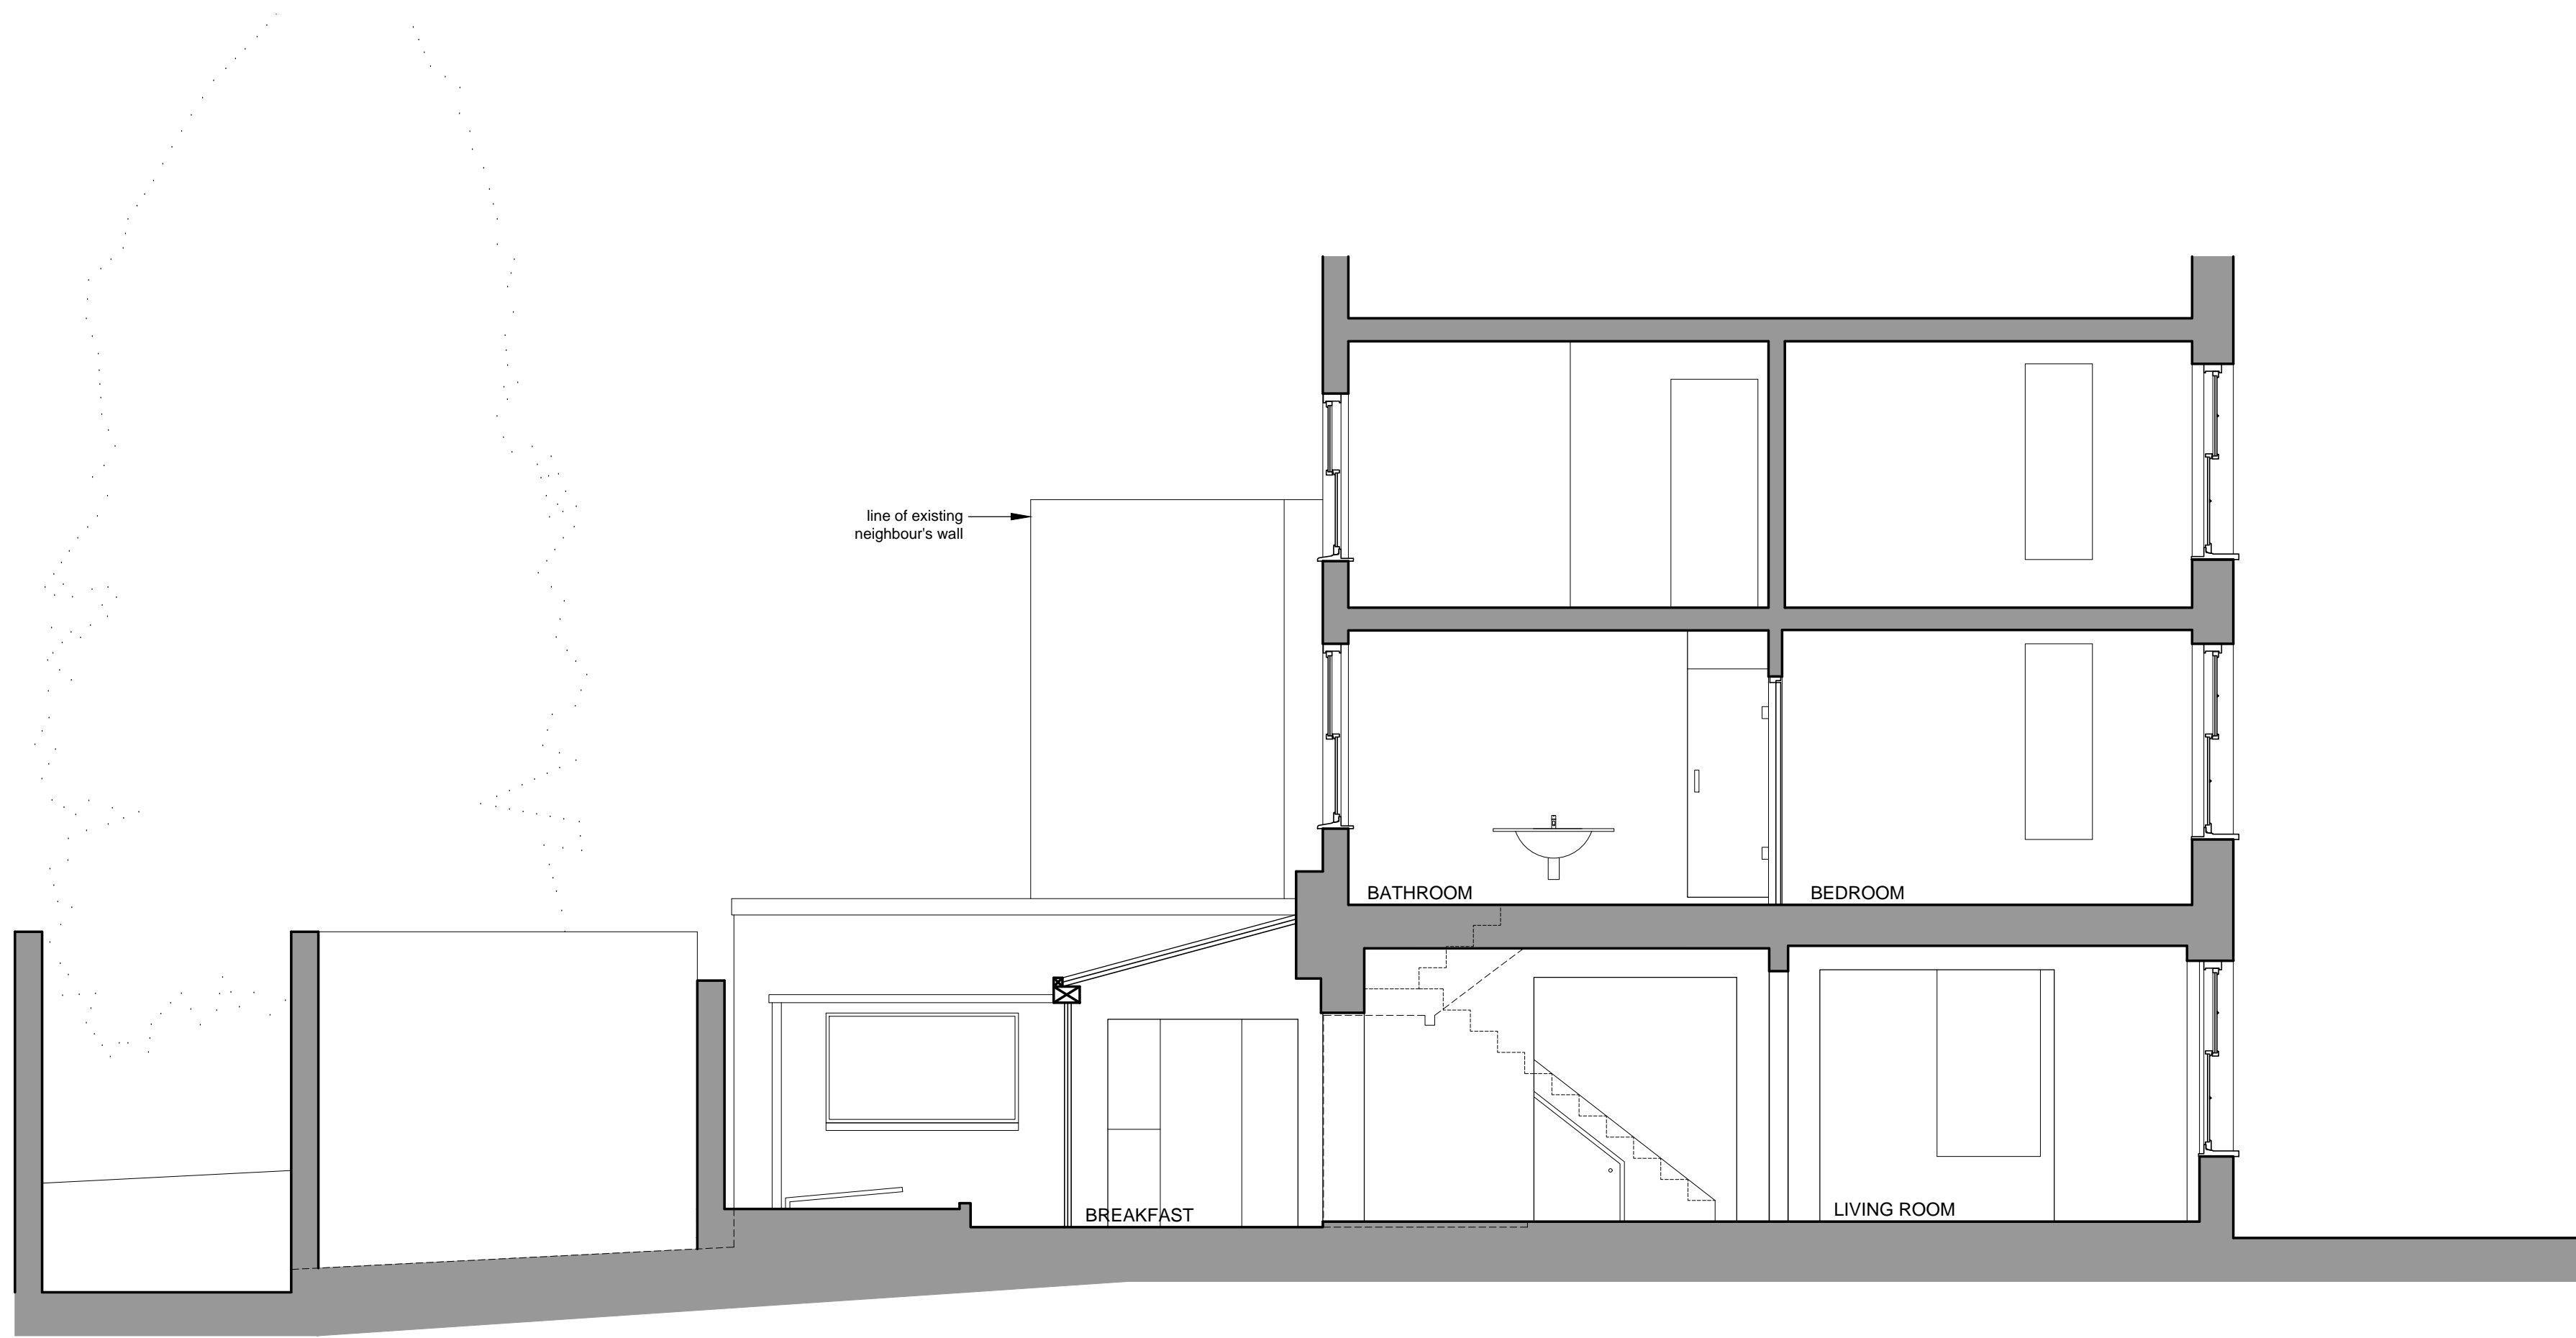 line of existing
neighbour's wall
BATHROOM
BEDROOM
BREAKFAST
LIVING ROOM